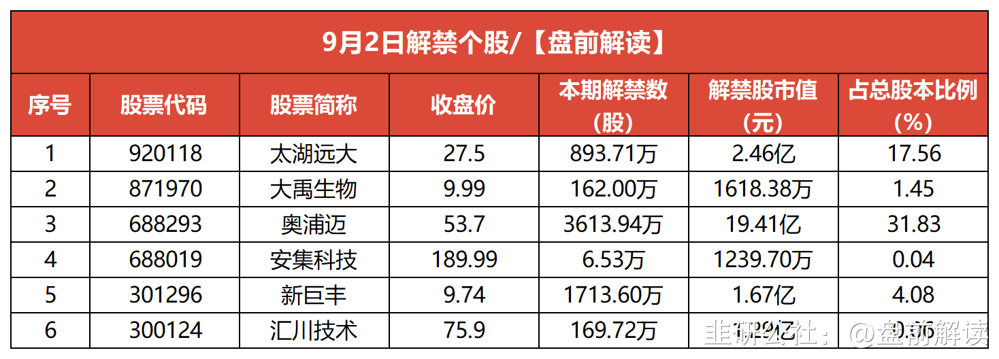 9月2日解禁个股/【盘前解读】
序号 股票代码 股票简称 收盘价 本期解禁数（股） 解禁股市值（元） 占总股本比例（%）
1 920118 太湖远大 27.5 893.71万 2.46亿 17.56
2 871970 大禹生物 9.99 162.00万 1618.38万 1.45
3 688293 奥浦迈 53.7 3613.94万 19.41亿 31.83
4 688019 安集科技 189.99 6.53万 1239.70万 0.04
5 301296 新巨丰 9.74 1713.60万 1.67亿 4.08
6 300124 汇川技术 75.9 169.72万 1.29亿 0.06
韭研公社：@盘前解读